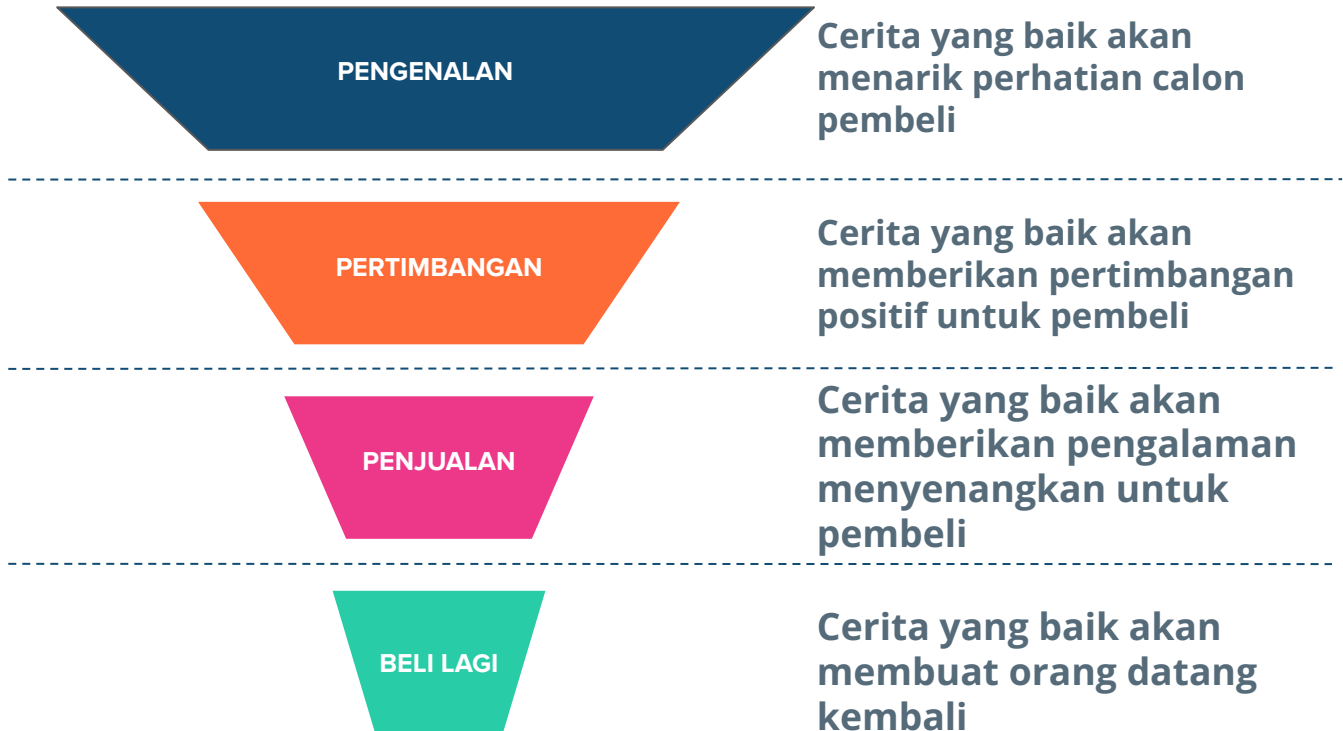 PENGENALAN
Cerita yang baik akan
menarik perhatian calon
pembeli
PERTIMBANGAN
Cerita yang baik akan
memberikan pertimbangan
positif untuk pembeli
PENJUALAN
Cerita yang baik akan
memberikan pengalaman
menyenangkan untuk
pembeli
BELI LAGI
Cerita yang baik akan
membuat orang datang
kembali